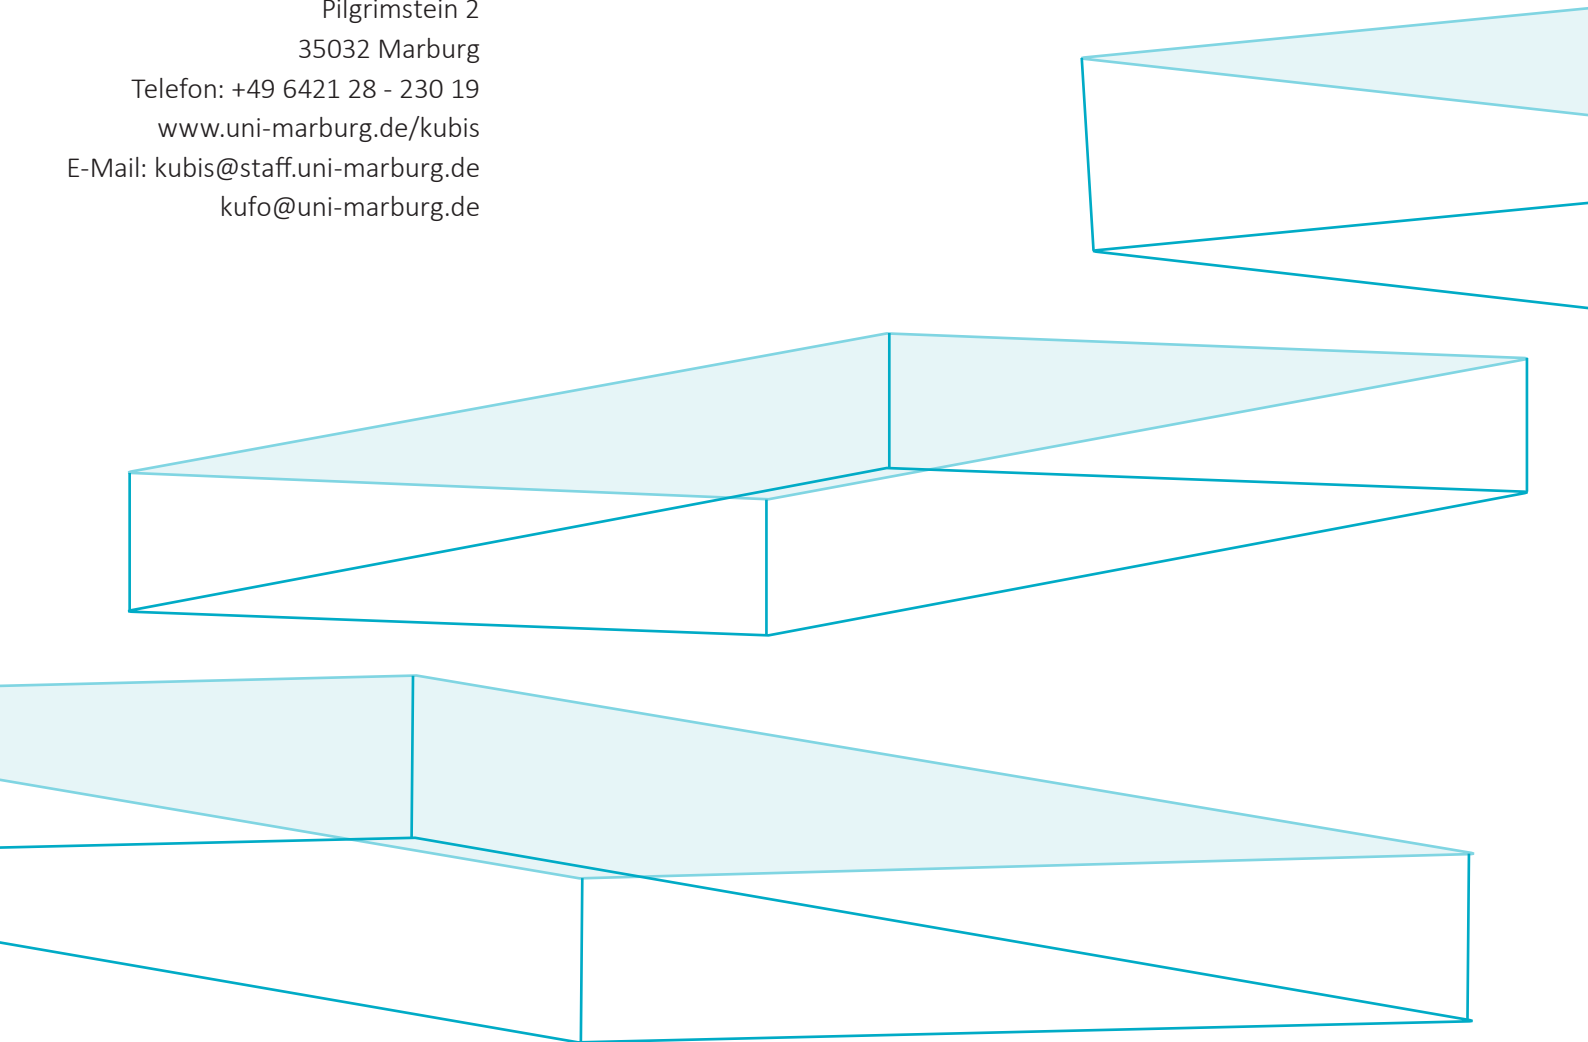 Pilgrimstein 2
35032 Marburg
Telefon: +49 6421 28 - 230 19
www.uni-marburg.de/kubis
E-Mail: kubis@staff.uni-marburg.de
kufo@uni-marburg.de